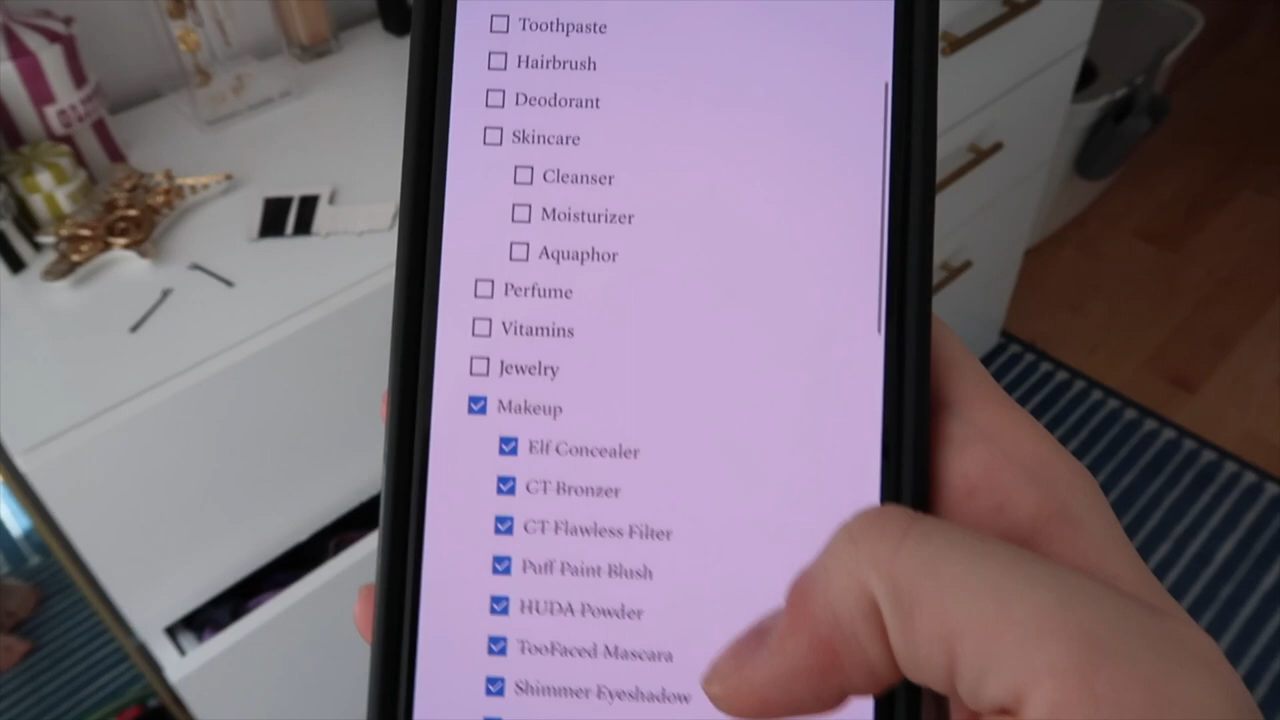 Toothpaste
Hairbrush
Deodorant
Skincare
Cleanser
Moisturizer
Aquaphor
Perfume
Vitamins
Jewelry
Makeup
Elf Concealer
CT Bronzer
CT Flawless Filter
Puff Paint Blush
HUDA Powder
TooFaced Mascara
Shimmer Eyeshadow